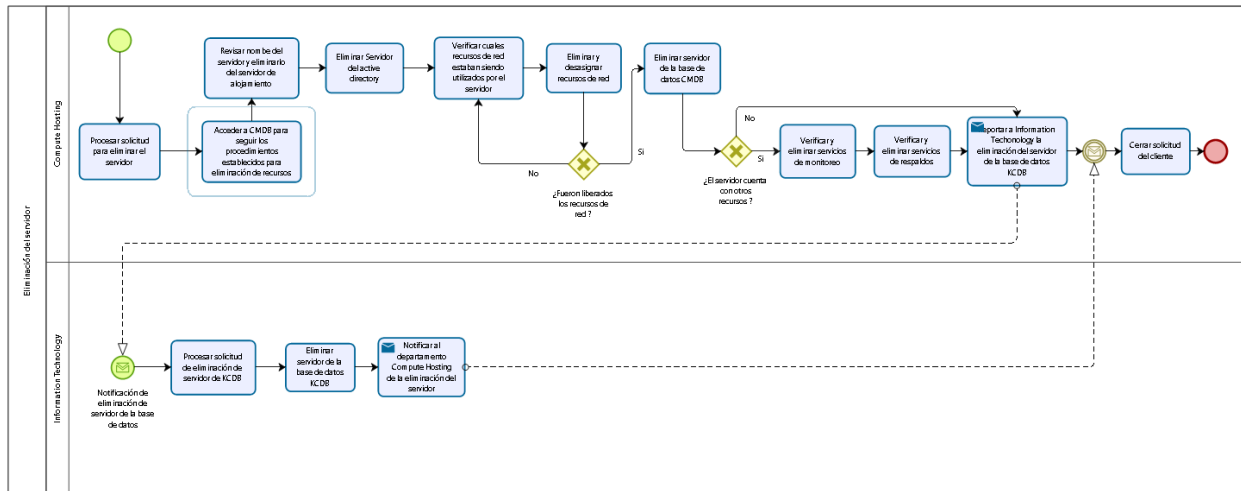 Eliminación del servidor
Compute Hosting
Procesar solicitud
para eliminar el
servidor
Revisar nombe del
servidor y eliminarlo
del servidor de
alojamiento
Acceder a CMDB para
seguir los
procedimientos
establecidos para
eliminación de recursos
Eliminar Servidor
del active
directory
Verificar cuales
recursos de red
estaban siendo
utilizados por el
servidor
Eliminar y
desasignar
recursos de red
No
Si
¿Fueron liberados
los recursos de
red ?
Eliminar servidor
de la base de
datos CMDB
No
Si
¿El servidor cuenta
con otros
recursos ?
Verificar y
eliminar servicios
de monitoreo
Verificar y
eliminar servicios
de respaldos
Reportar a Information
Techonology la
eliminación del servidor
de la base de datos
KCDB
Cerrar solicitud
del cliente
Information Technology
Notificación de
eliminación de
servidor de la base
de datos
Procesar solicitud
de eliminación de
servidor de KCDB
Eliminar
servidor de la
base de datos
KCDB
Notificar al
departamento
Compute Hosting
de la eliminación del
servidor